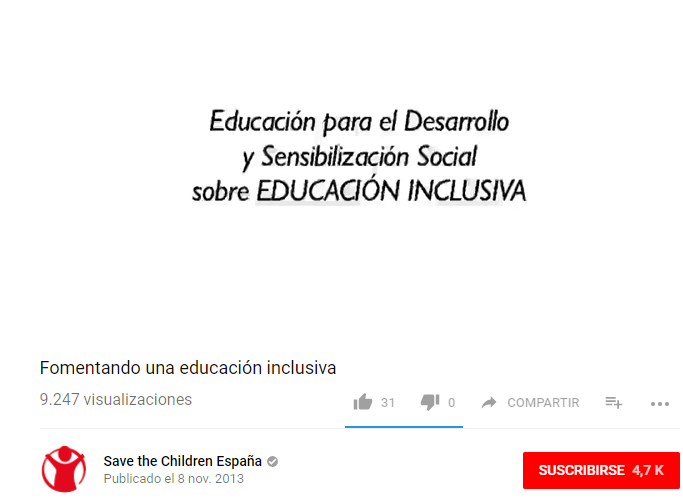 Educación para el Desarrollo
y Sensibilización Social
sobre EDUCACIÓN INCLUSIVA
Fomentando una educación inclusiva
9.247 visualizaciones
31
0
COMPARTIR
Save the Children España
Publicado el 8 nov. 2013
SUSCRIBIRSE 4,7 K